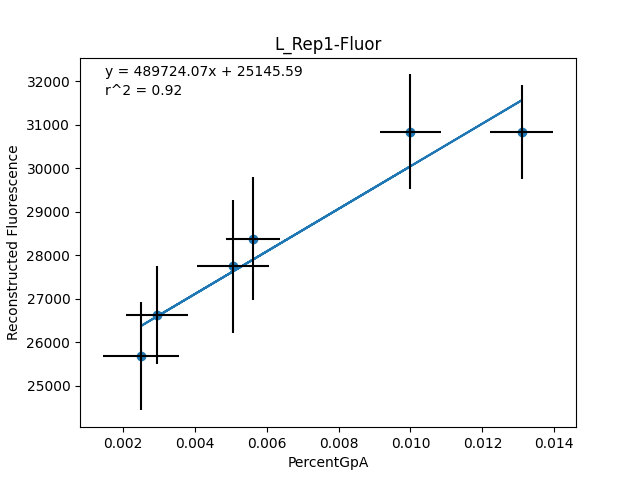 L_Rep1-Fluor
y = 489724.07x + 25145.59
r^2 = 0.92
32000
31000
30000
29000
28000
27000
26000
25000
Reconstructed Fluorescence
0.002 0.004 0.006 0.008 0.010 0.012 0.014
PercentGpA